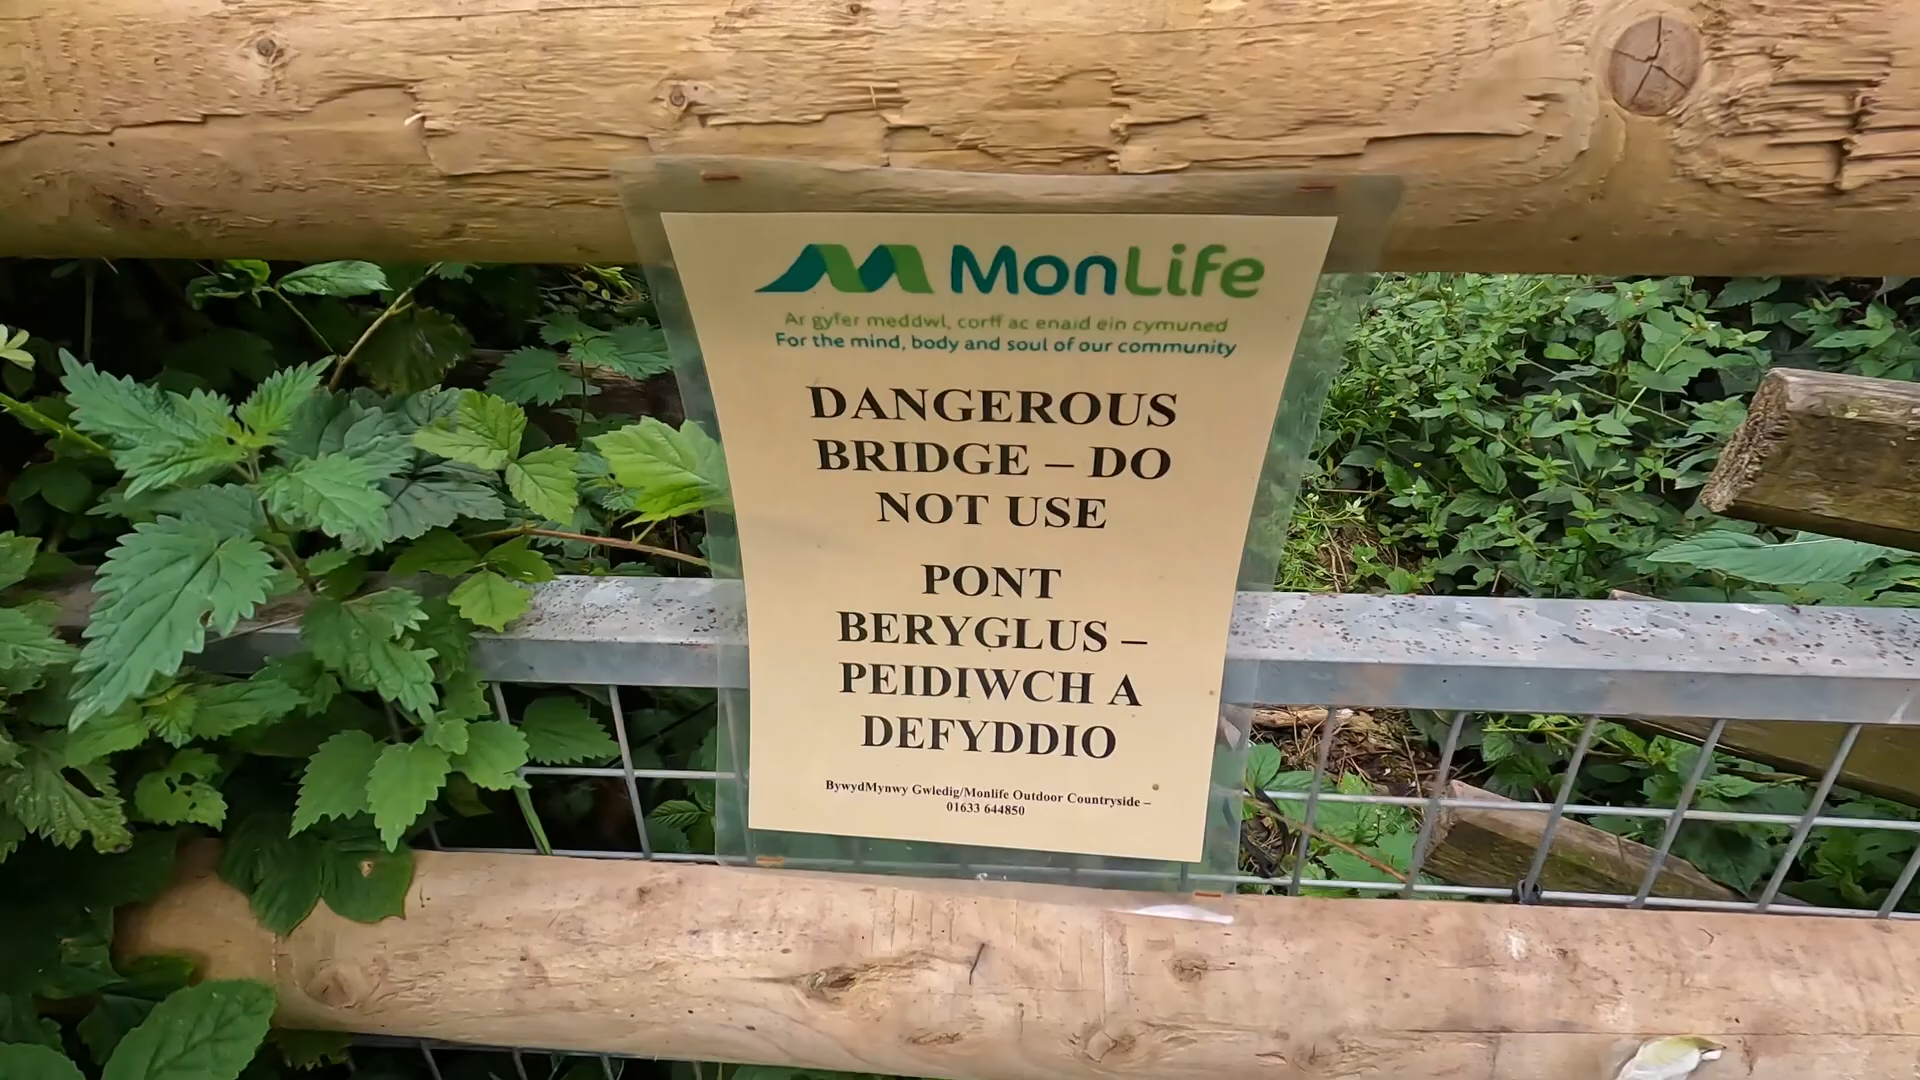 MonLife
Ar gyfer meddwl, corff ac enaid ein cymuned
For the mind, body and soul of our community
DANGEROUS
BRIDGE – DO
NOT USE
PONT
BERYGLUS –
PEIDIWCH A
DEFYDDIO
BywydMynwy Gwledig/Monlife Outdoor Countryside –
01633 644850